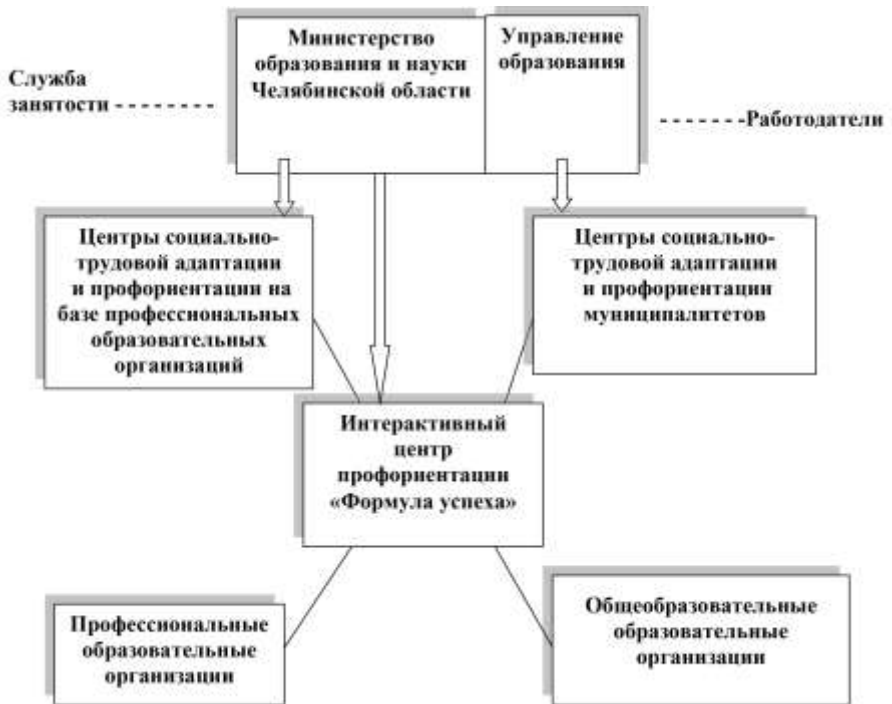 Министерство
образования и науки
Челябинской области
Управление
образования
Служба
занятости - - - - - - - -
- - - - - - -Работодатели
Центры социально-
трудовой адаптации
и профориентации на
базе профессиональных
образовательных
организаций
Центры социально-
трудовой адаптации
и профориентации
муниципалитетов
Интерактивный
центр
профориентации
«Формула успеха»
Профессиональные
образовательные
организации
Общеобразовательные
образовательные
организации